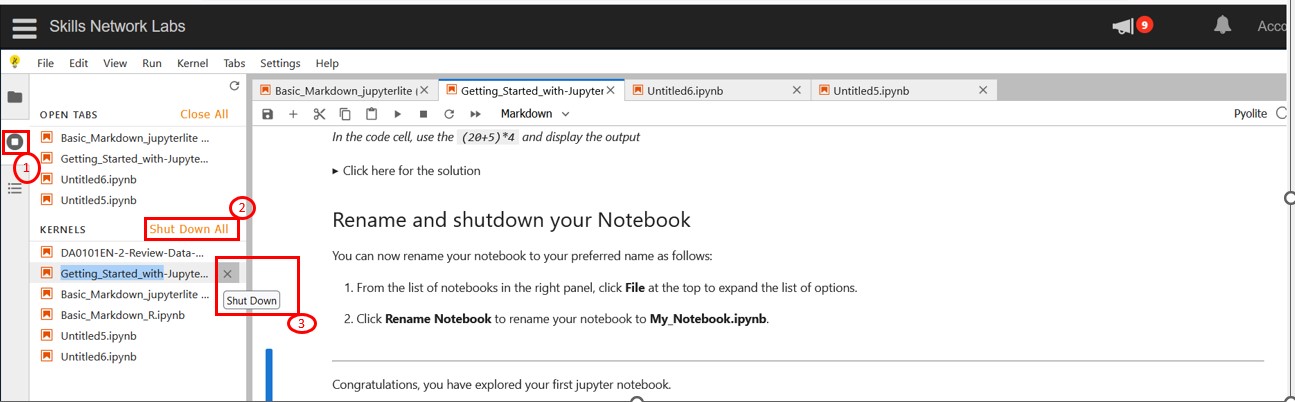 Skills Network Labs
9
Acco
File Edit View Run Kernel Tabs Settings Help
Basic_Markdown_jupyterlite (
Getting_Started_with-Jupyter
Untitled6.ipynb
Untitled5.ipynb
OPEN TABS Close All
Markdown
Pyolite
1
Basic_Markdown_jupyterlite ...
Getting_Started_with-Jupyte...
Untitled6.ipynb
Untitled5.ipynb
2
KERNELS Shut Down All
DA0101EN-2-Review-Data-...
Getting_Started_with-Jupyte...
Shut Down
Basic_Markdown_jupyterlite ...
Basic_Markdown_R.ipynb
3
Untitled5.ipynb
Untitled6.ipynb
In the code cell, use the (20+5)*4 and display the output
Click here for the solution
Rename and shutdown your Notebook
You can now rename your notebook to your preferred name as follows:
1. From the list of notebooks in the right panel, click File at the top to expand the list of options.
2. Click Rename Notebook to rename your notebook to My_Notebook.ipynb.
Congratulations, you have explored your first jupyter notebook.